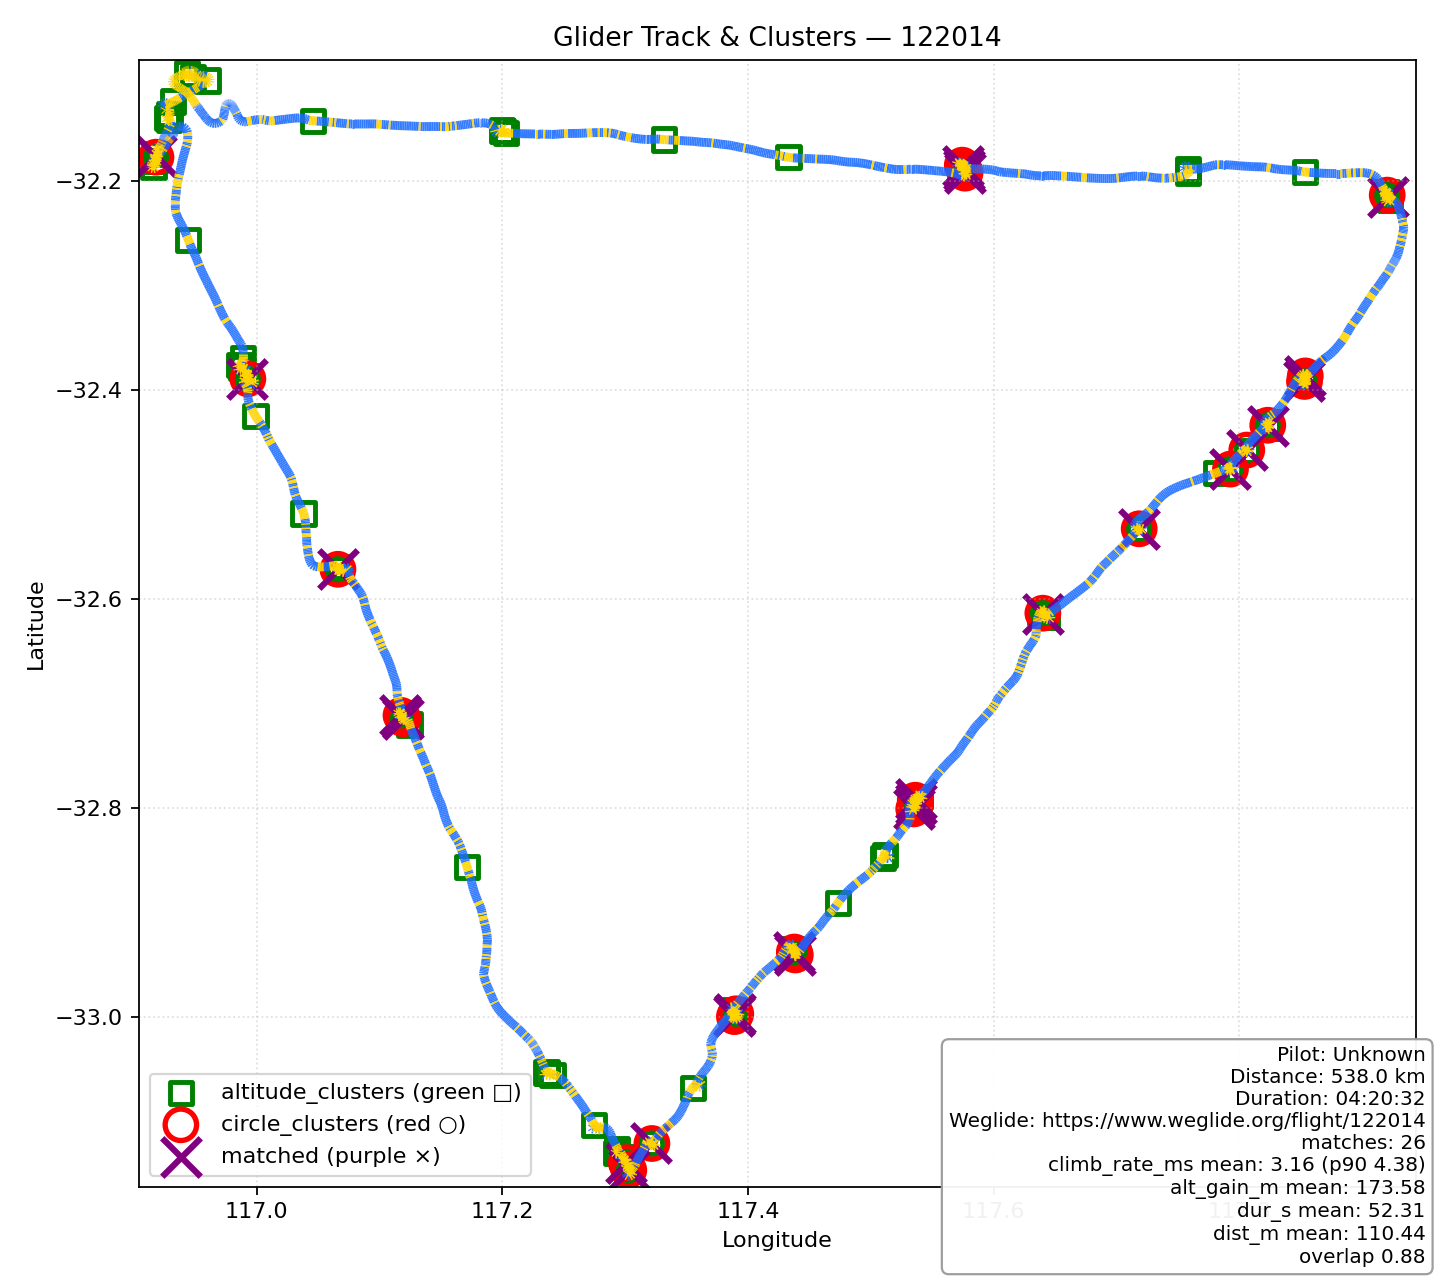 Glider Track & Clusters — 122014
Latitude
−32.2
−32.4
−32.6
−32.8
−33.0
altitude_clusters (green □)
circle_clusters (red ○)
matched (purple ×)
117.0
117.2
117.4
117.6
Longitude
Pilot: Unknown
Distance: 538.0 km
Duration: 04:20:32
Weglide: https://www.weglide.org/flight/122014
matches: 26
climb_rate_ms mean: 3.16 (p90 4.38)
alt_gain_m mean: 173.58
dur_s mean: 52.31
dist_m mean: 110.44
overlap 0.88